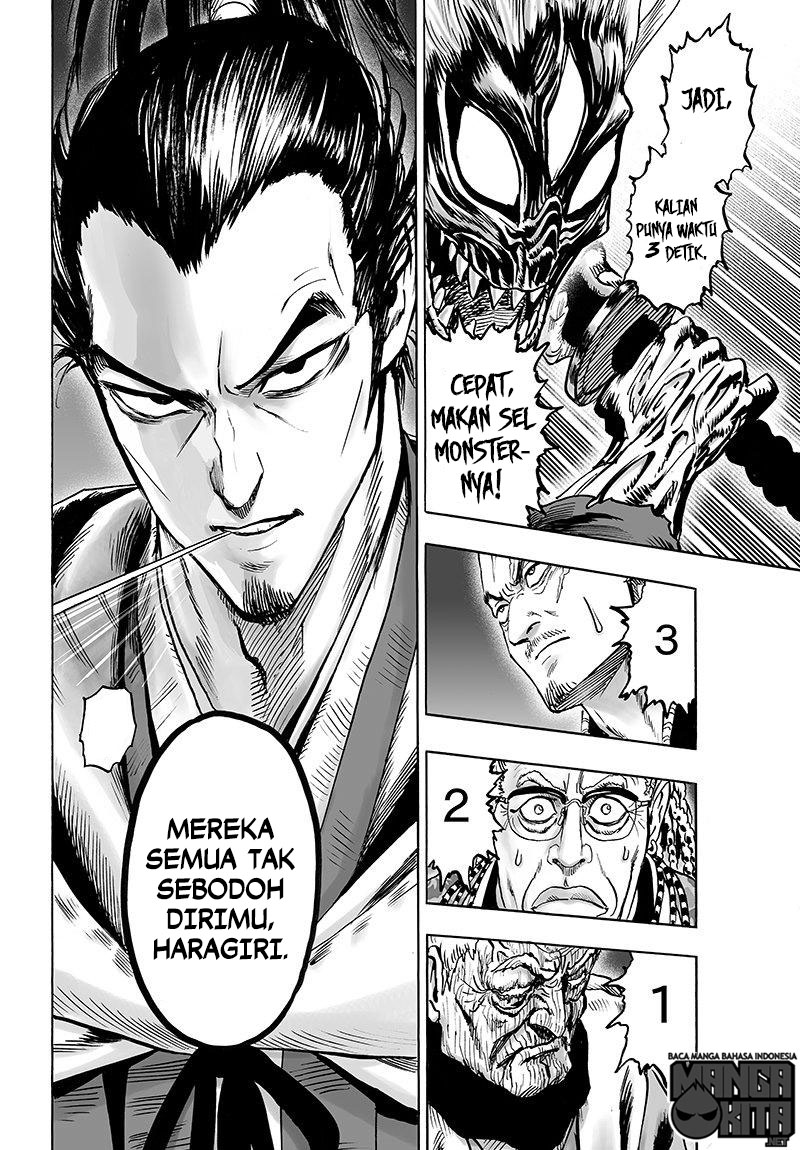 JADI,
KALIAN
PUNYA WAKTU
3 DETIK.
CEPAT,
MAKAN SEL
MONSTER-
NYA!
3
2
1
MEREKA
SEMUA TAK
SEBODOH
DIRIMU,
HARAGIRI.
BACA MANGA BAHASA INDONESIA
MANGA
KITA
.NET